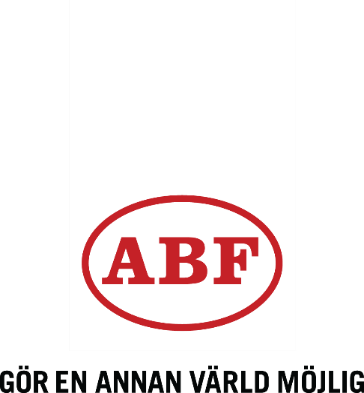 ABF
GÖR EN ANNAN VÄRLD MÖJLIG